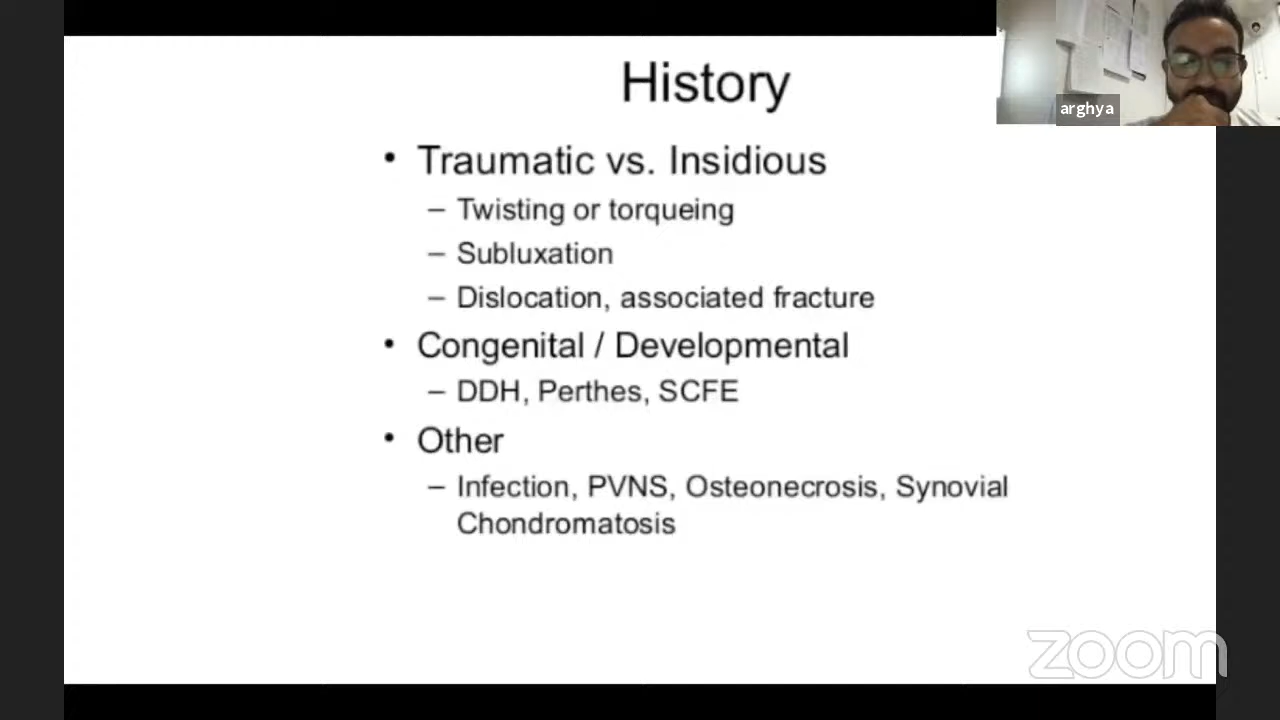 History
arghya
• Traumatic vs. Insidious
– Twisting or torqueing
– Subluxation
– Dislocation, associated fracture
• Congenital / Developmental
– DDH, Perthes, SCFE
• Other
– Infection, PVNS, Osteonecrosis, Synovial
Chondromatosis
zoom